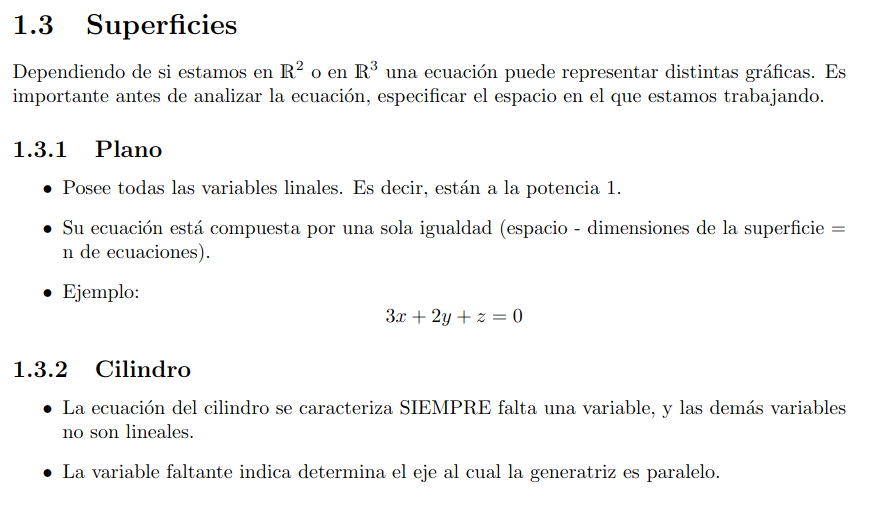 1.3 Superficies
Dependiendo de si estamos en ℝ² o en ℝ³ una ecuación puede representar distintas gráficas. Es
importante antes de analizar la ecuación, especificar el espacio en el que estamos trabajando.
1.3.1 Plano
• Posee todas las variables linales. Es decir, están a la potencia 1.
• Su ecuación está compuesta por una sola igualdad (espacio - dimensiones de la superficie =
n de ecuaciones).
• Ejemplo:
3x + 2y + z = 0
1.3.2 Cilindro
• La ecuación del cilindro se caracteriza SIEMPRE falta una variable, y las demás variables
no son lineales.
• La variable faltante indica determina el eje al cual la generatriz es paralelo.